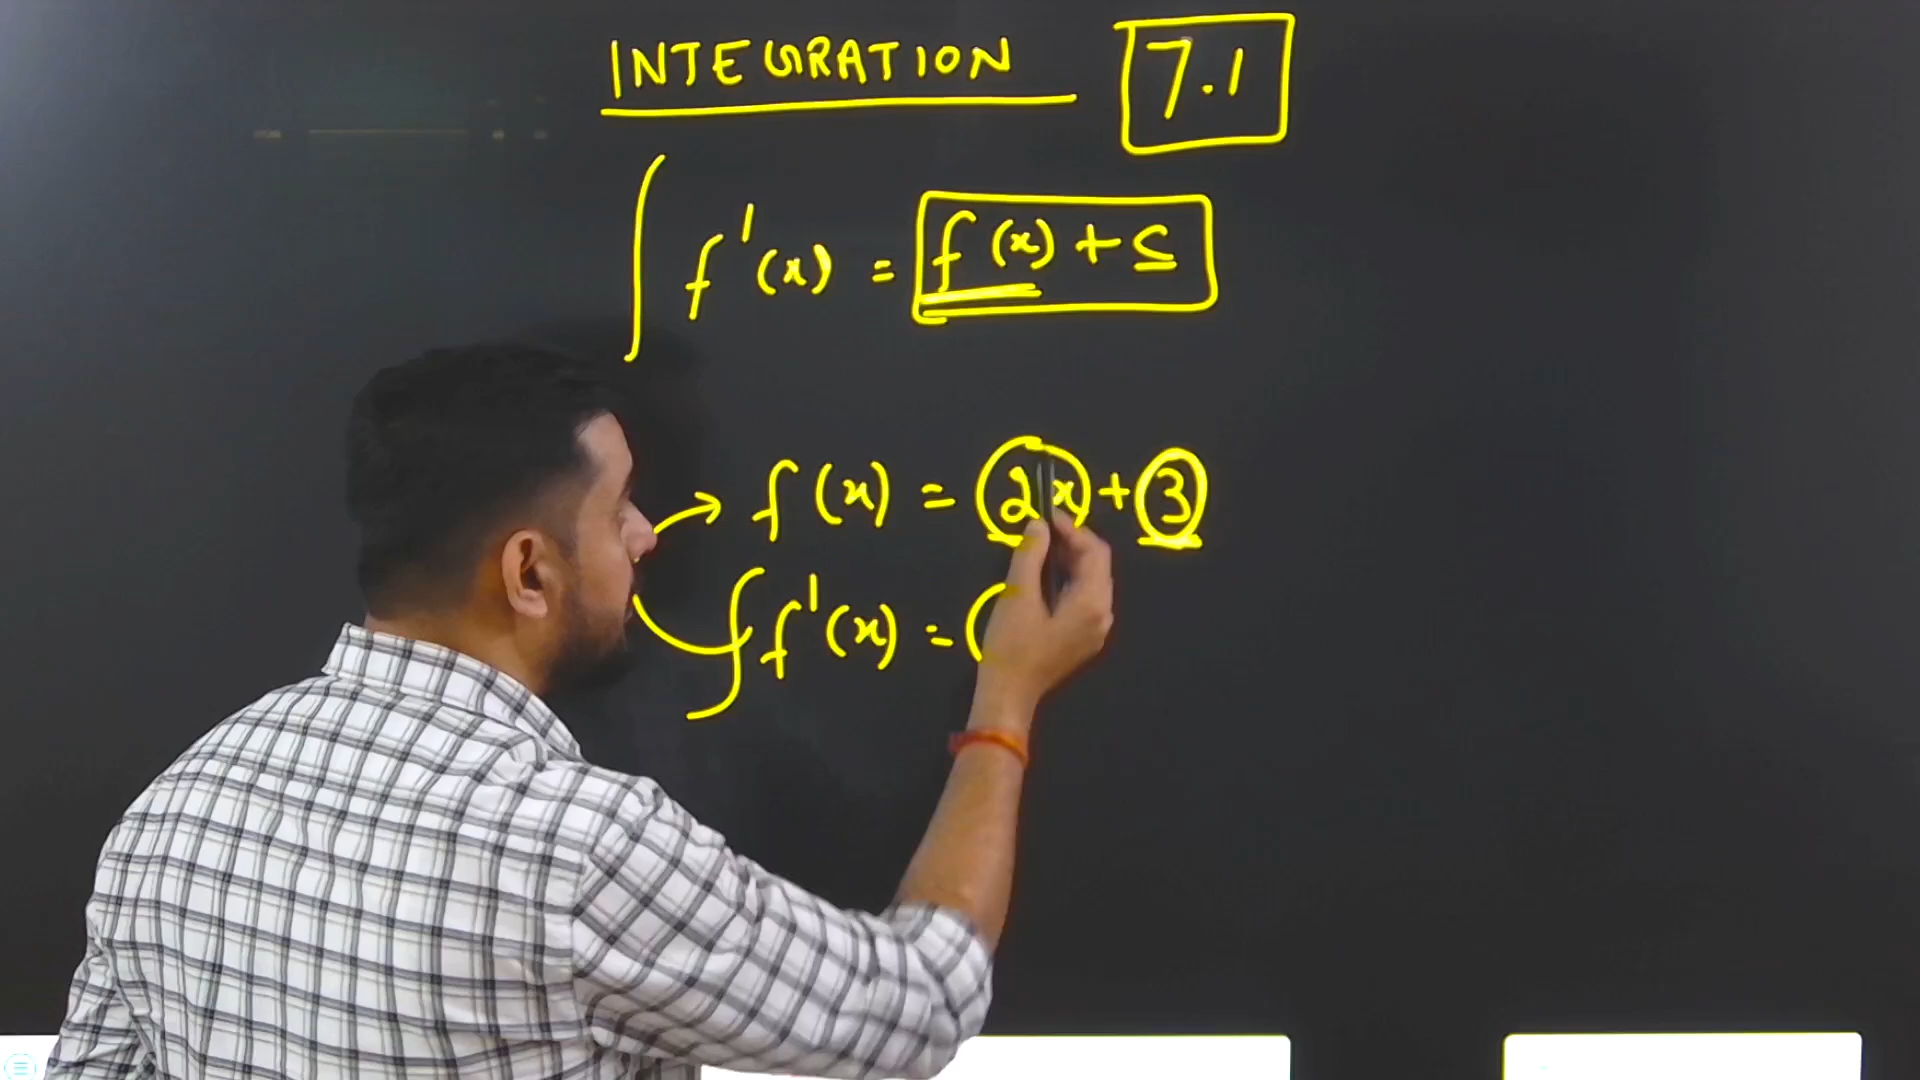 INTEGRATION 7.1
∫ f'(x) = f(x) + c
→ f(x) = 2x + 3
∫ f'(x) = (